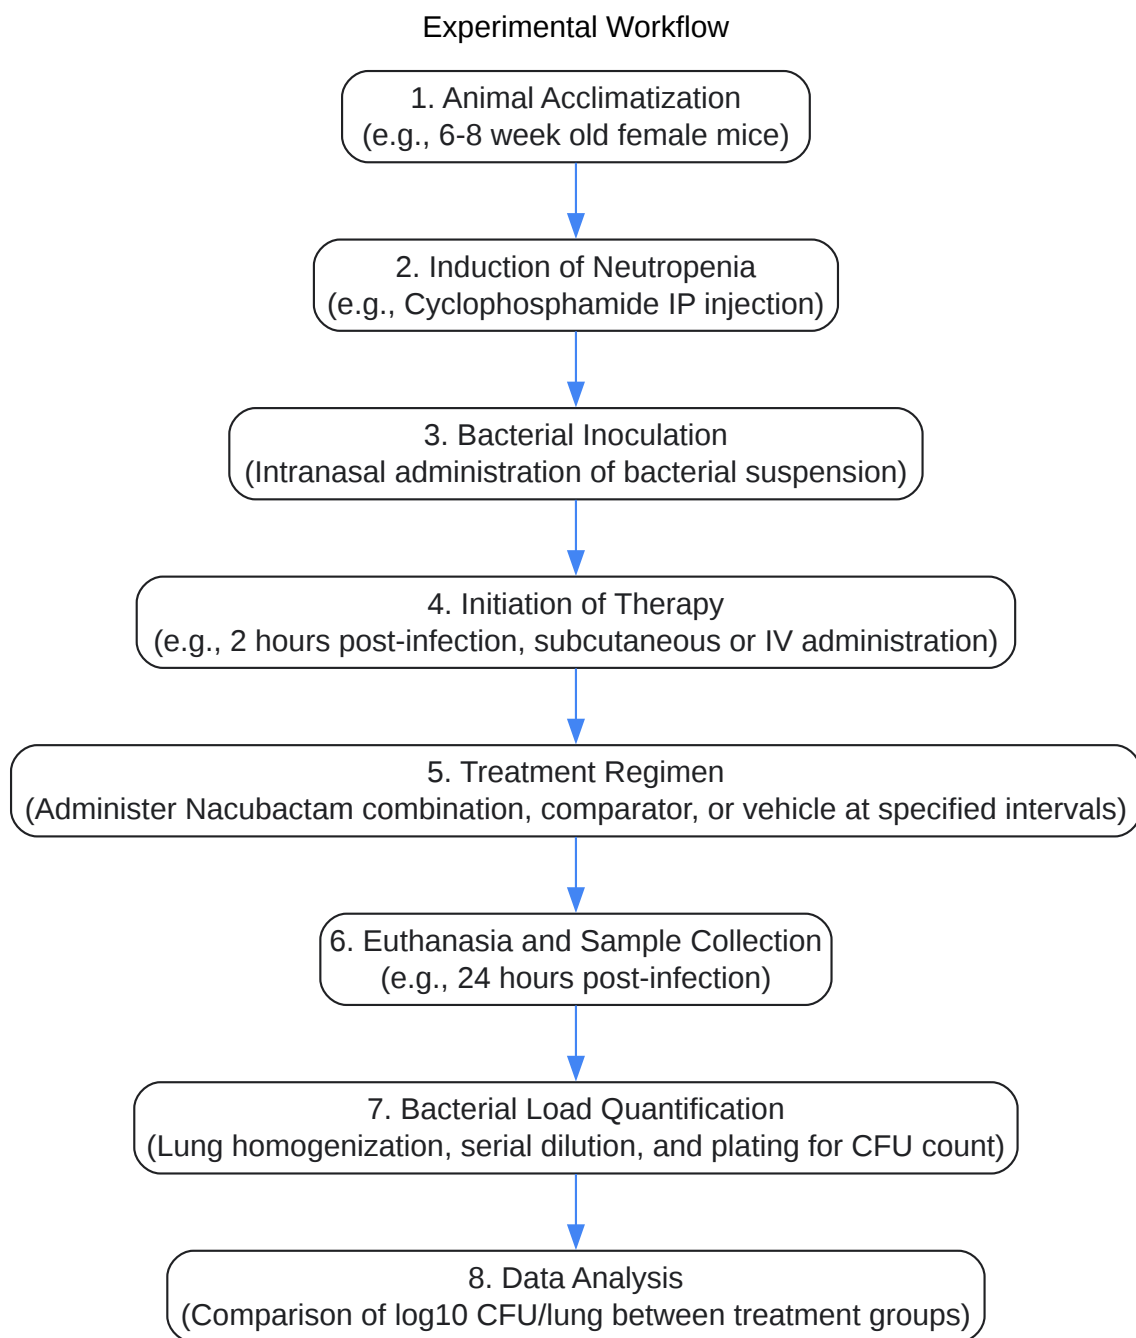 Experimental Workflow
1. Animal Acclimatization
(e.g., 6-8 week old female mice)
2. Induction of Neutropenia
(e.g., Cyclophosphamide IP injection)
3. Bacterial Inoculation
(Intranasal administration of bacterial suspension)
4. Initiation of Therapy
(e.g., 2 hours post-infection, subcutaneous or IV administration)
5. Treatment Regimen
(Administer Nacubactam combination, comparator, or vehicle at specified intervals)
6. Euthanasia and Sample Collection
(e.g., 24 hours post-infection)
7. Bacterial Load Quantification
(Lung homogenization, serial dilution, and plating for CFU count)
8. Data Analysis
(Comparison of log10 CFU/lung between treatment groups)